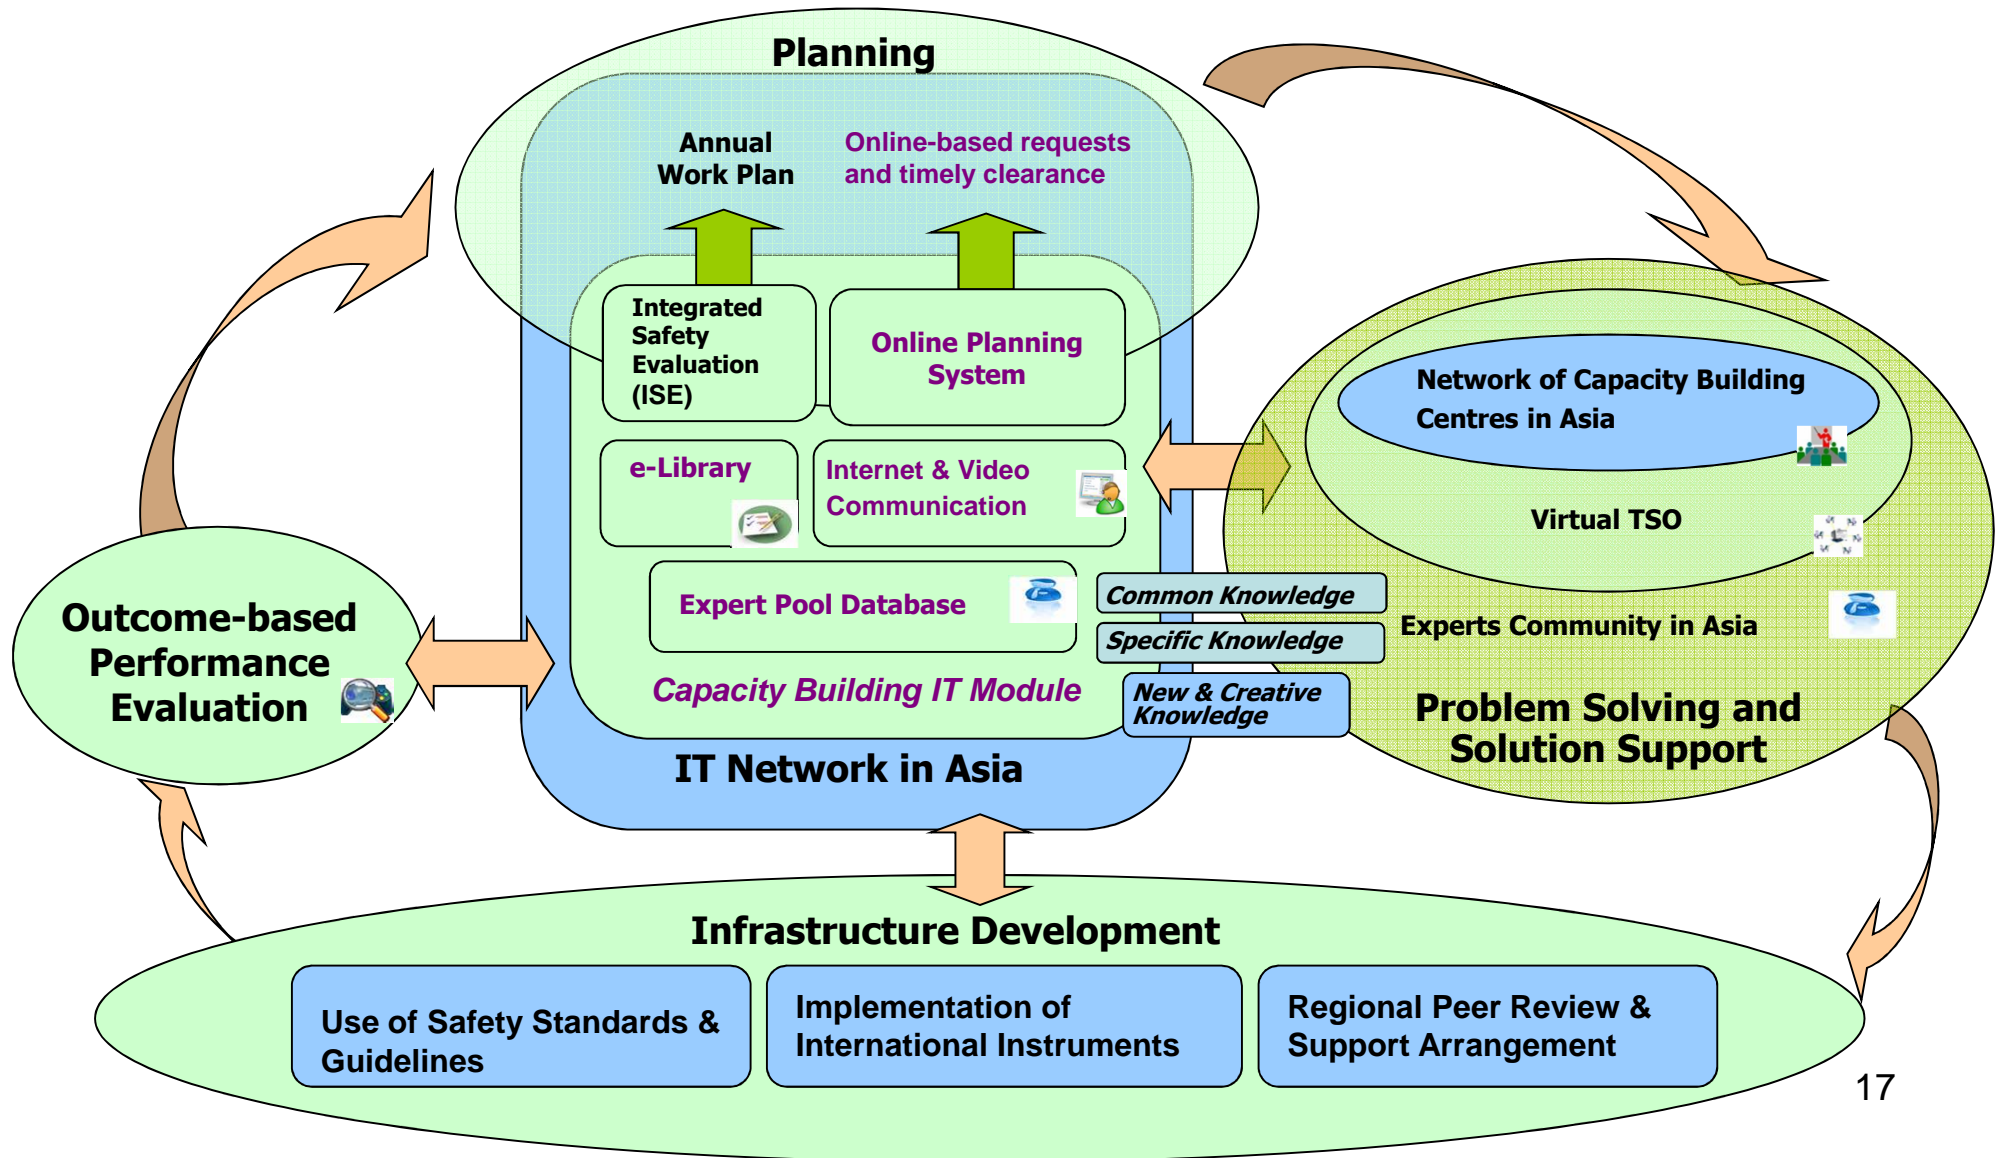 Planning
Annual
Work Plan
Online-based requests
and timely clearance
Integrated
Safety
Evaluation
(ISE)
Online Planning
System
e-Library
Internet & Video
Communication
Expert Pool Database
Capacity Building IT Module
IT Network in Asia
Common Knowledge
Specific Knowledge
New & Creative
Knowledge
Network of Capacity Building
Centres in Asia
Virtual TSO
Experts Community in Asia
Problem Solving and
Solution Support
Outcome-based
Performance
Evaluation
Infrastructure Development
Use of Safety Standards &
Guidelines
Implementation of
International Instruments
Regional Peer Review &
Support Arrangement
17